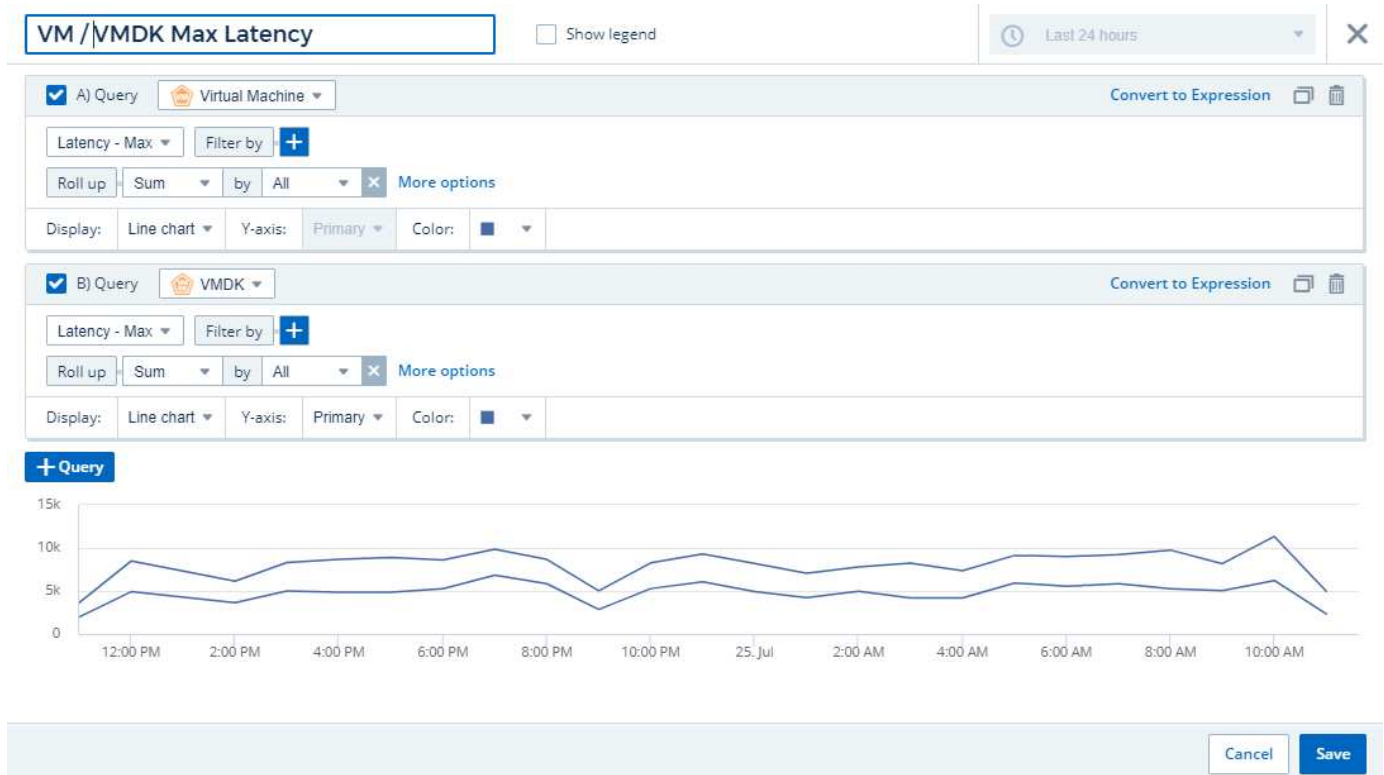 VM / VMDK Max Latency Show legend Last 24 hours
A) Query Virtual Machine Convert to Expression
Latency - Max Filter by +
Roll up Sum by All × More options
Display: Line chart Y-axis: Primary Color:
B) Query VMDK Convert to Expression
Latency - Max Filter by +
Roll up Sum by All × More options
Display: Line chart Y-axis: Primary Color:
+ Query
15k
10k
5k
0
12:00 PM 2:00 PM 4:00 PM 6:00 PM 8:00 PM 10:00 PM 25. Jul 2:00 AM 4:00 AM 6:00 AM 8:00 AM 10:00 AM
Cancel Save